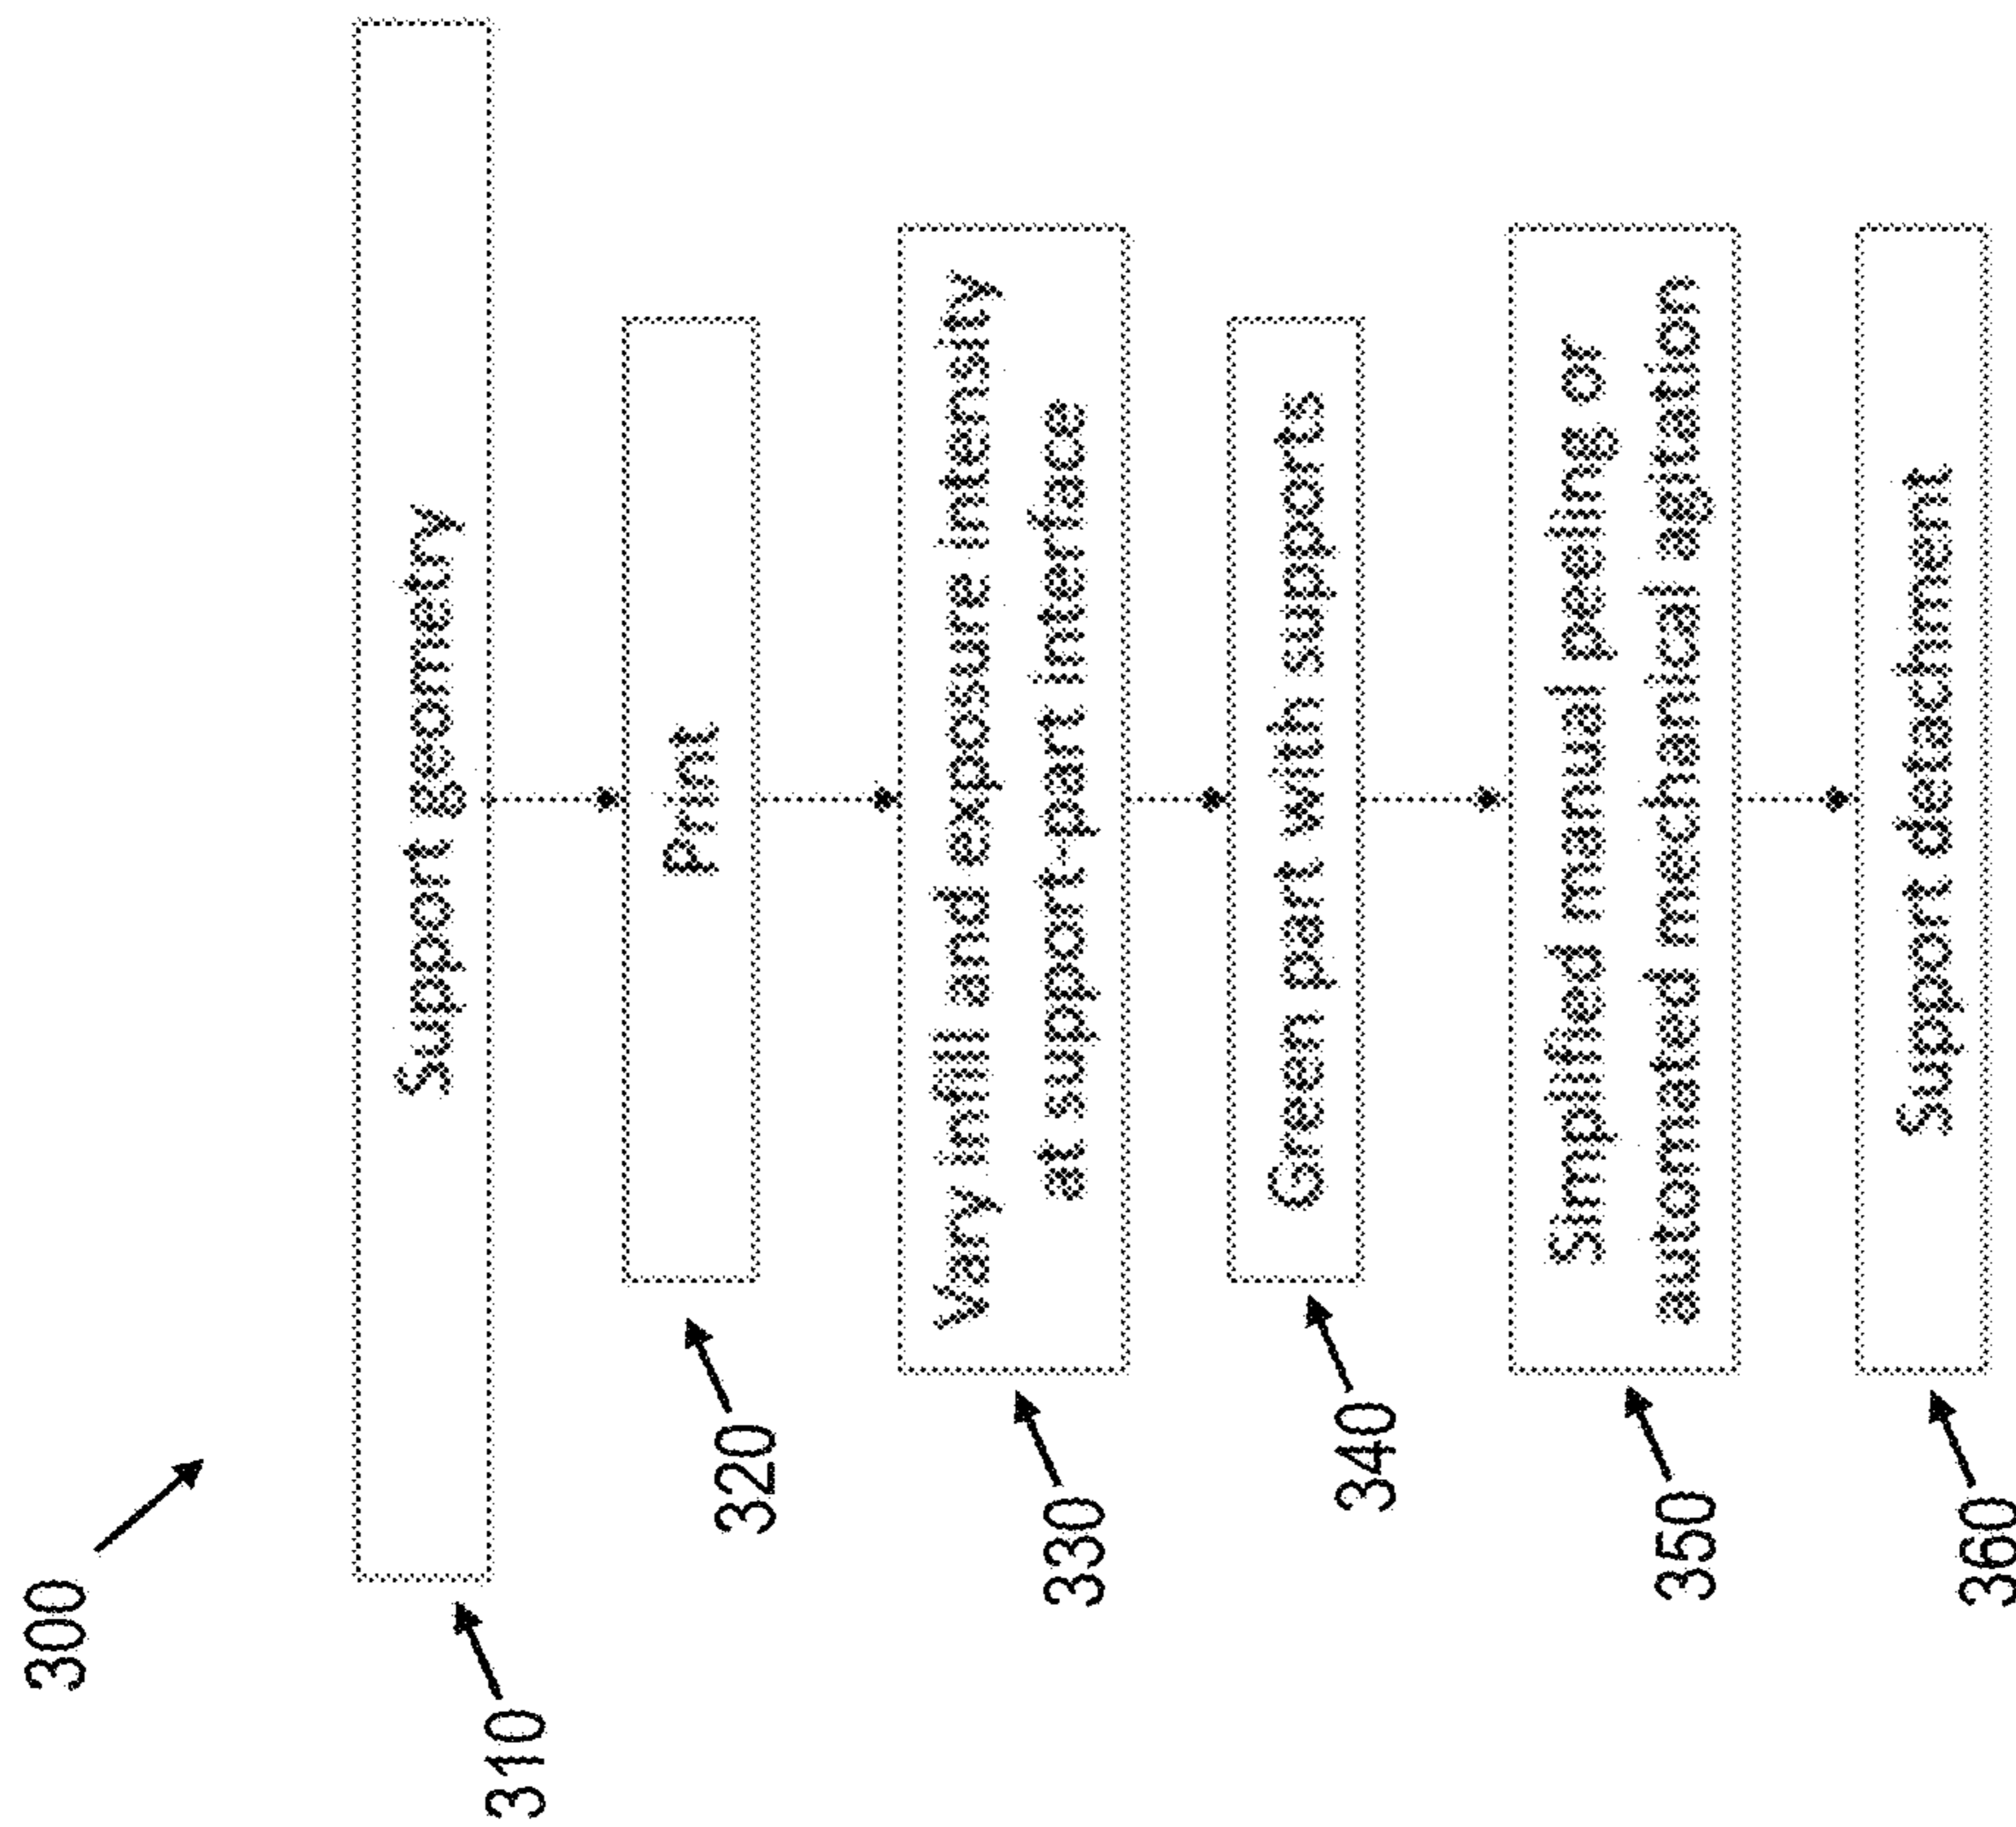 300
310
Support geometry
320
Print
330
Vary infill and exposure intensity
at support-part interface
340
Green part with supports
350
Simplified manual peeling or
automated mechanical agitation
360
Support detachment